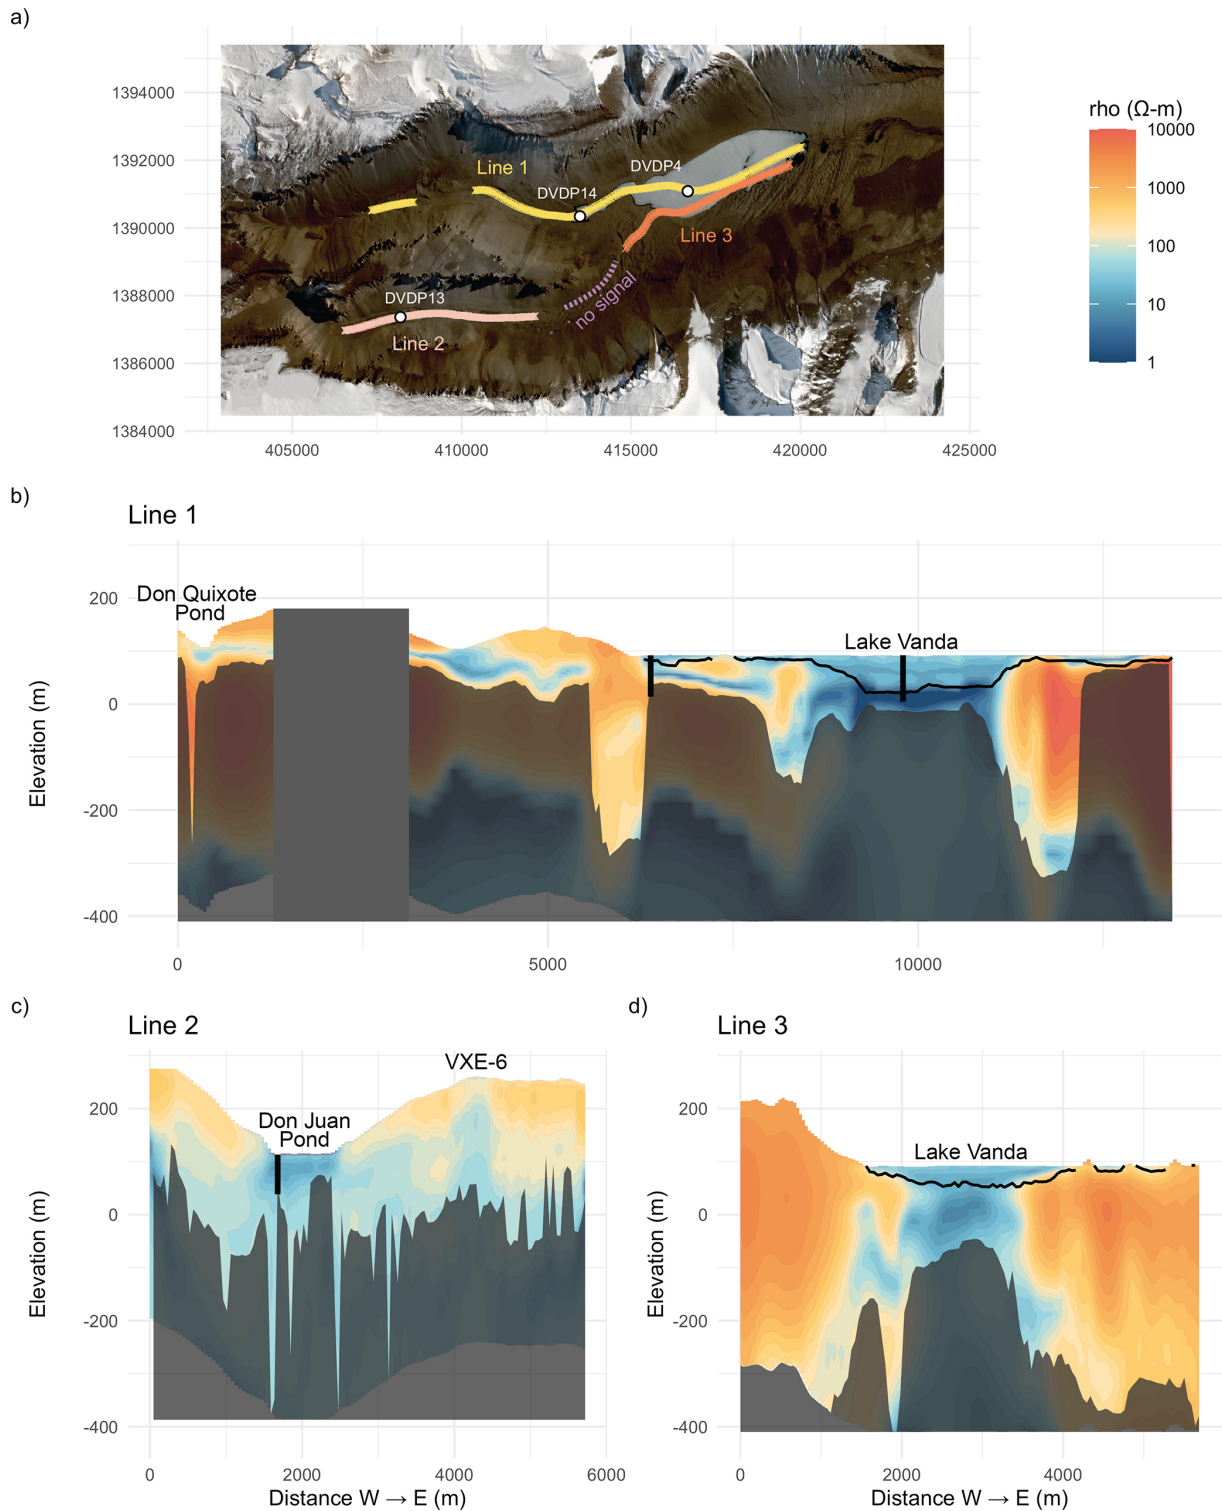 a)
1394000
1392000
1390000
1388000
1386000
1384000
405000
410000
415000
420000
425000
Line 1
DVDP4
DVDP14
Line 3
no signal
DVDP13
Line 2
rho (Ω-m)
10000
1000
100
10
1
b)
Line 1
Elevation (m)
200
0
-200
-400
Don Quixote
Pond
Lake Vanda
0
5000
10000
c)
Line 2
Elevation (m)
200
0
-200
-400
VXE-6
Don Juan
Pond
0
2000
4000
6000
Distance W → E (m)
d)
Line 3
Elevation (m)
200
0
-200
-400
Lake Vanda
0
2000
4000
Distance W → E (m)